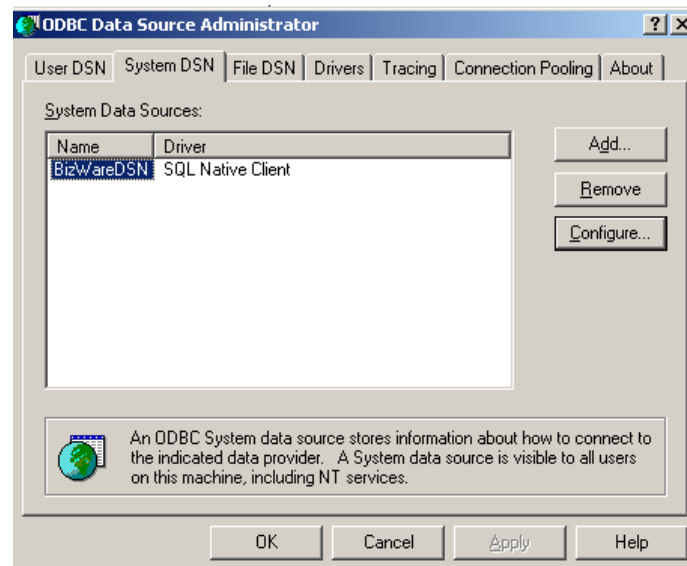 ODBC Data Source Administrator
User DSN System DSN File DSN Drivers Tracing Connection Pooling About
System Data Sources:
Name Driver
BizWareDSN SQL Native Client
Add...
Remove
Configure...
An ODBC System data source stores information about how to connect to
the indicated data provider. A System data source is visible to all users
on this machine, including NT services.
OK Cancel Apply Help